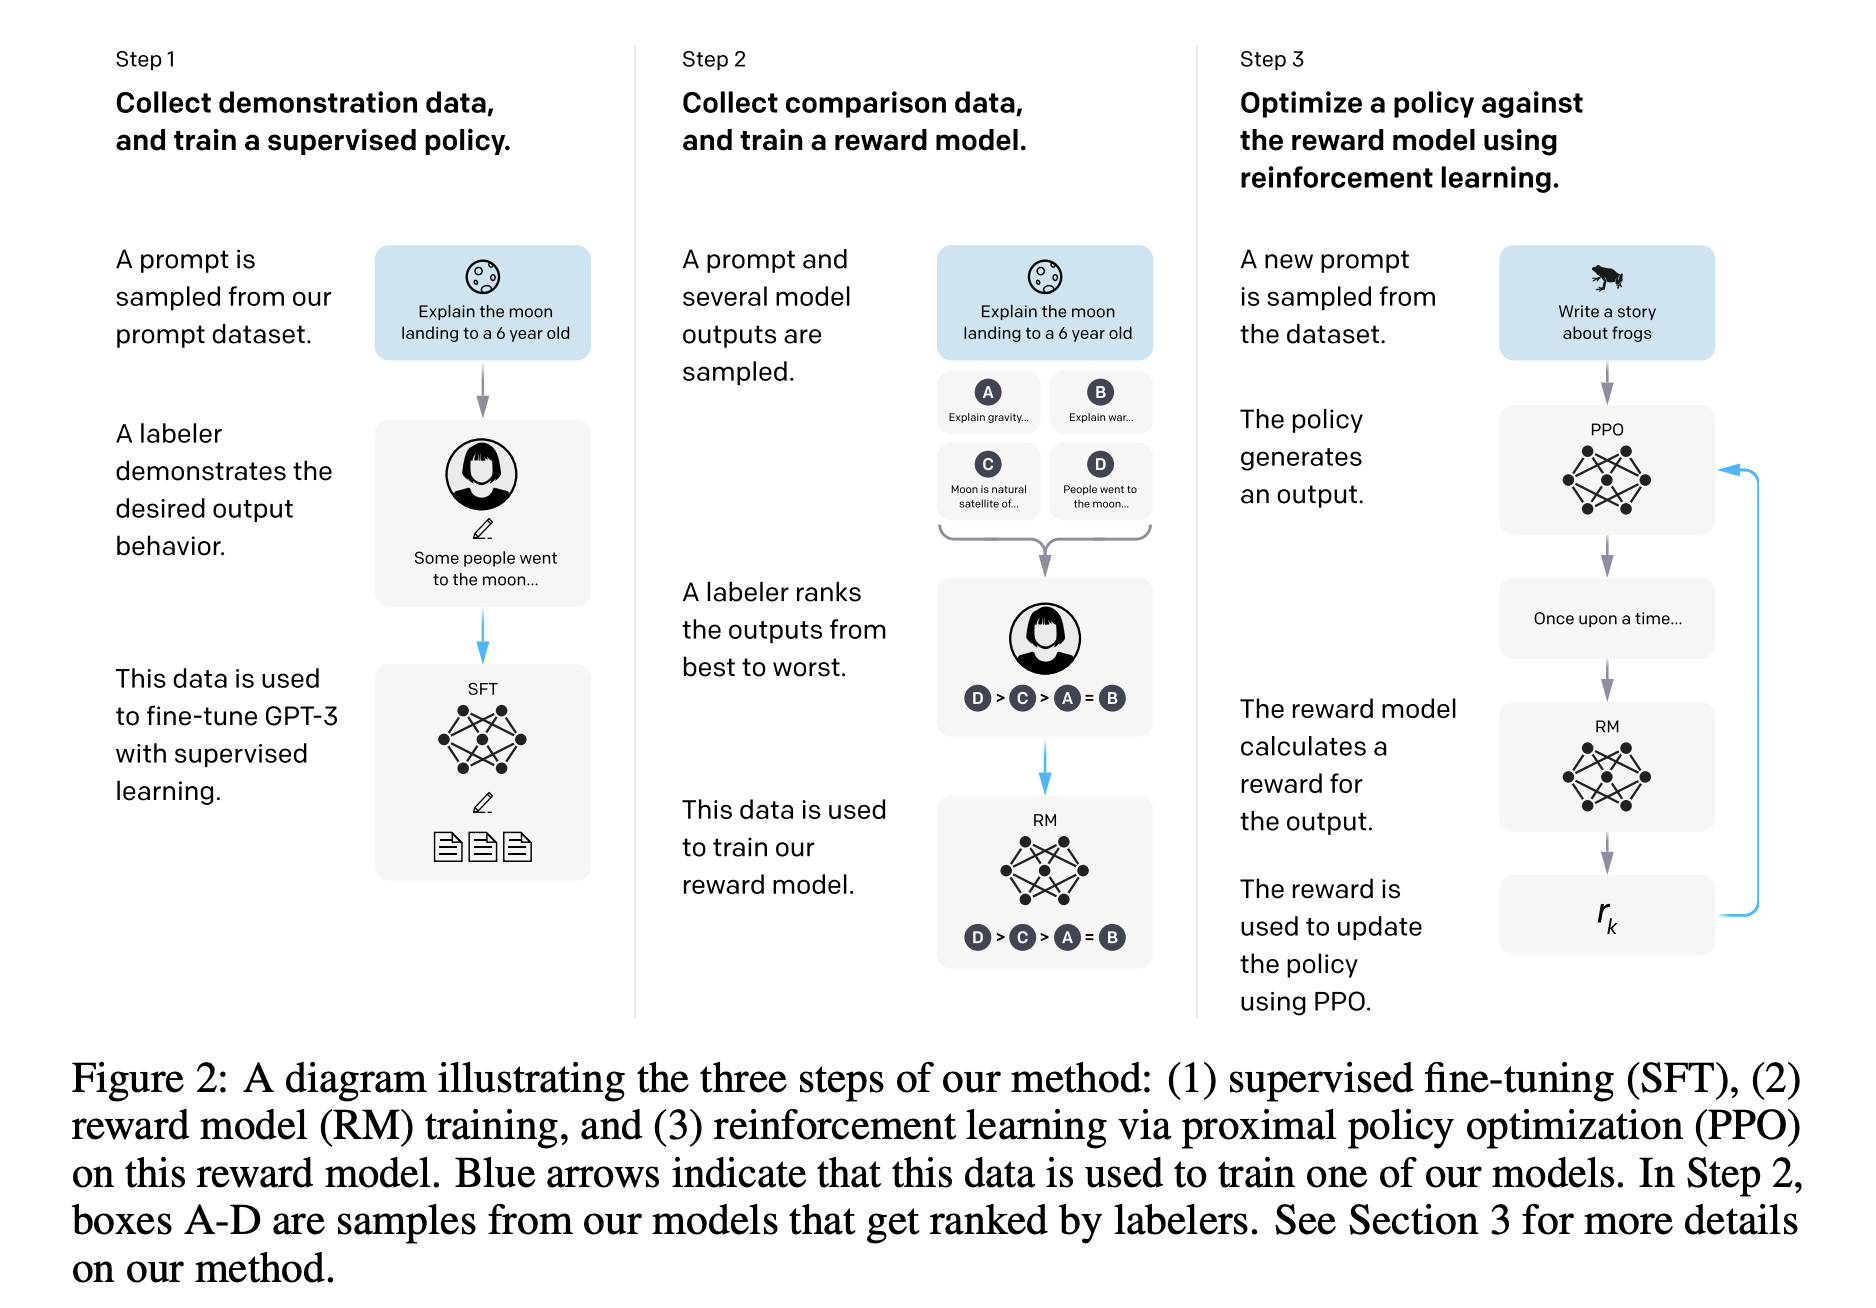 Step 1
Collect demonstration data,
and train a supervised policy.
A prompt is
sampled from our
prompt dataset.
Explain the moon
landing to a 6 year old
A labeler
demonstrates the
desired output
behavior.
Some people went
to the moon...
This data is used
to fine-tune GPT-3
with supervised
learning.
SFT
Step 2
Collect comparison data,
and train a reward model.
A prompt and
several model
outputs are
sampled.
Explain the moon
landing to a 6 year old
A
Explain gravity...
B
Explain war...
C
Moon is natural
satellite of...
D
People went to
the moon...
A labeler ranks
the outputs from
best to worst.
D > C > A = B
This data is used
to train our
reward model.
RM
D > C > A = B
Step 3
Optimize a policy against
the reward model using
reinforcement learning.
A new prompt
is sampled from
the dataset.
Write a story
about frogs
The policy
generates
an output.
PPO
Once upon a time...
The reward model
calculates a
reward for
the output.
RM
The reward is
used to update
the policy
using PPO.
r_k
Figure 2: A diagram illustrating the three steps of our method: (1) supervised fine-tuning (SFT), (2)
reward model (RM) training, and (3) reinforcement learning via proximal policy optimization (PPO)
on this reward model. Blue arrows indicate that this data is used to train one of our models. In Step 2,
boxes A-D are samples from our models that get ranked by labelers. See Section 3 for more details
on our method.